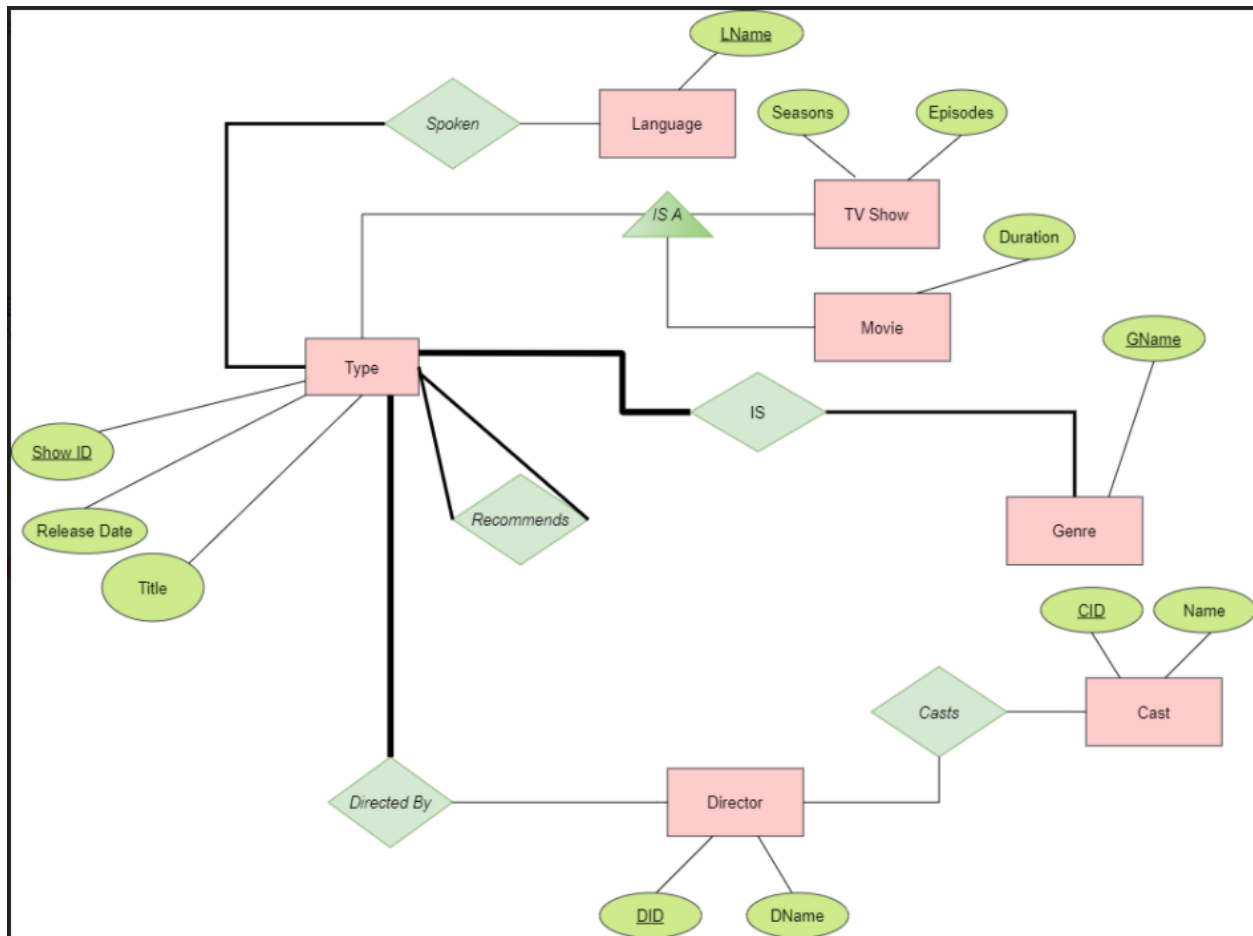 LName
Spoken
Language
Seasons
Episodes
IS A
TV Show
Duration
Movie
GName
Type
IS
Show ID
Recommends
Release Date
Genre
Title
CID
Name
Casts
Cast
Directed By
Director
DID
DName